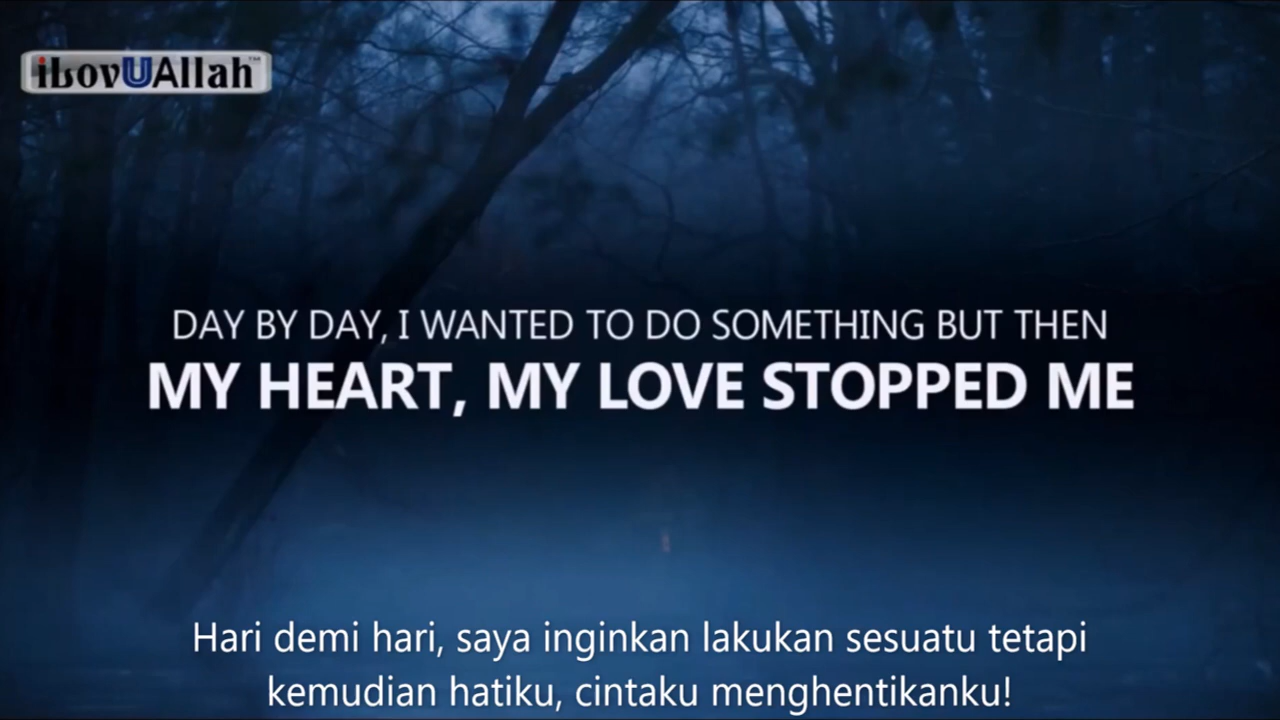 iLovUAllah™
DAY BY DAY, I WANTED TO DO SOMETHING BUT THEN
MY HEART, MY LOVE STOPPED ME
Hari demi hari, saya inginkan lakukan sesuatu tetapi
kemudian hatiku, cintaku menghentikanku!